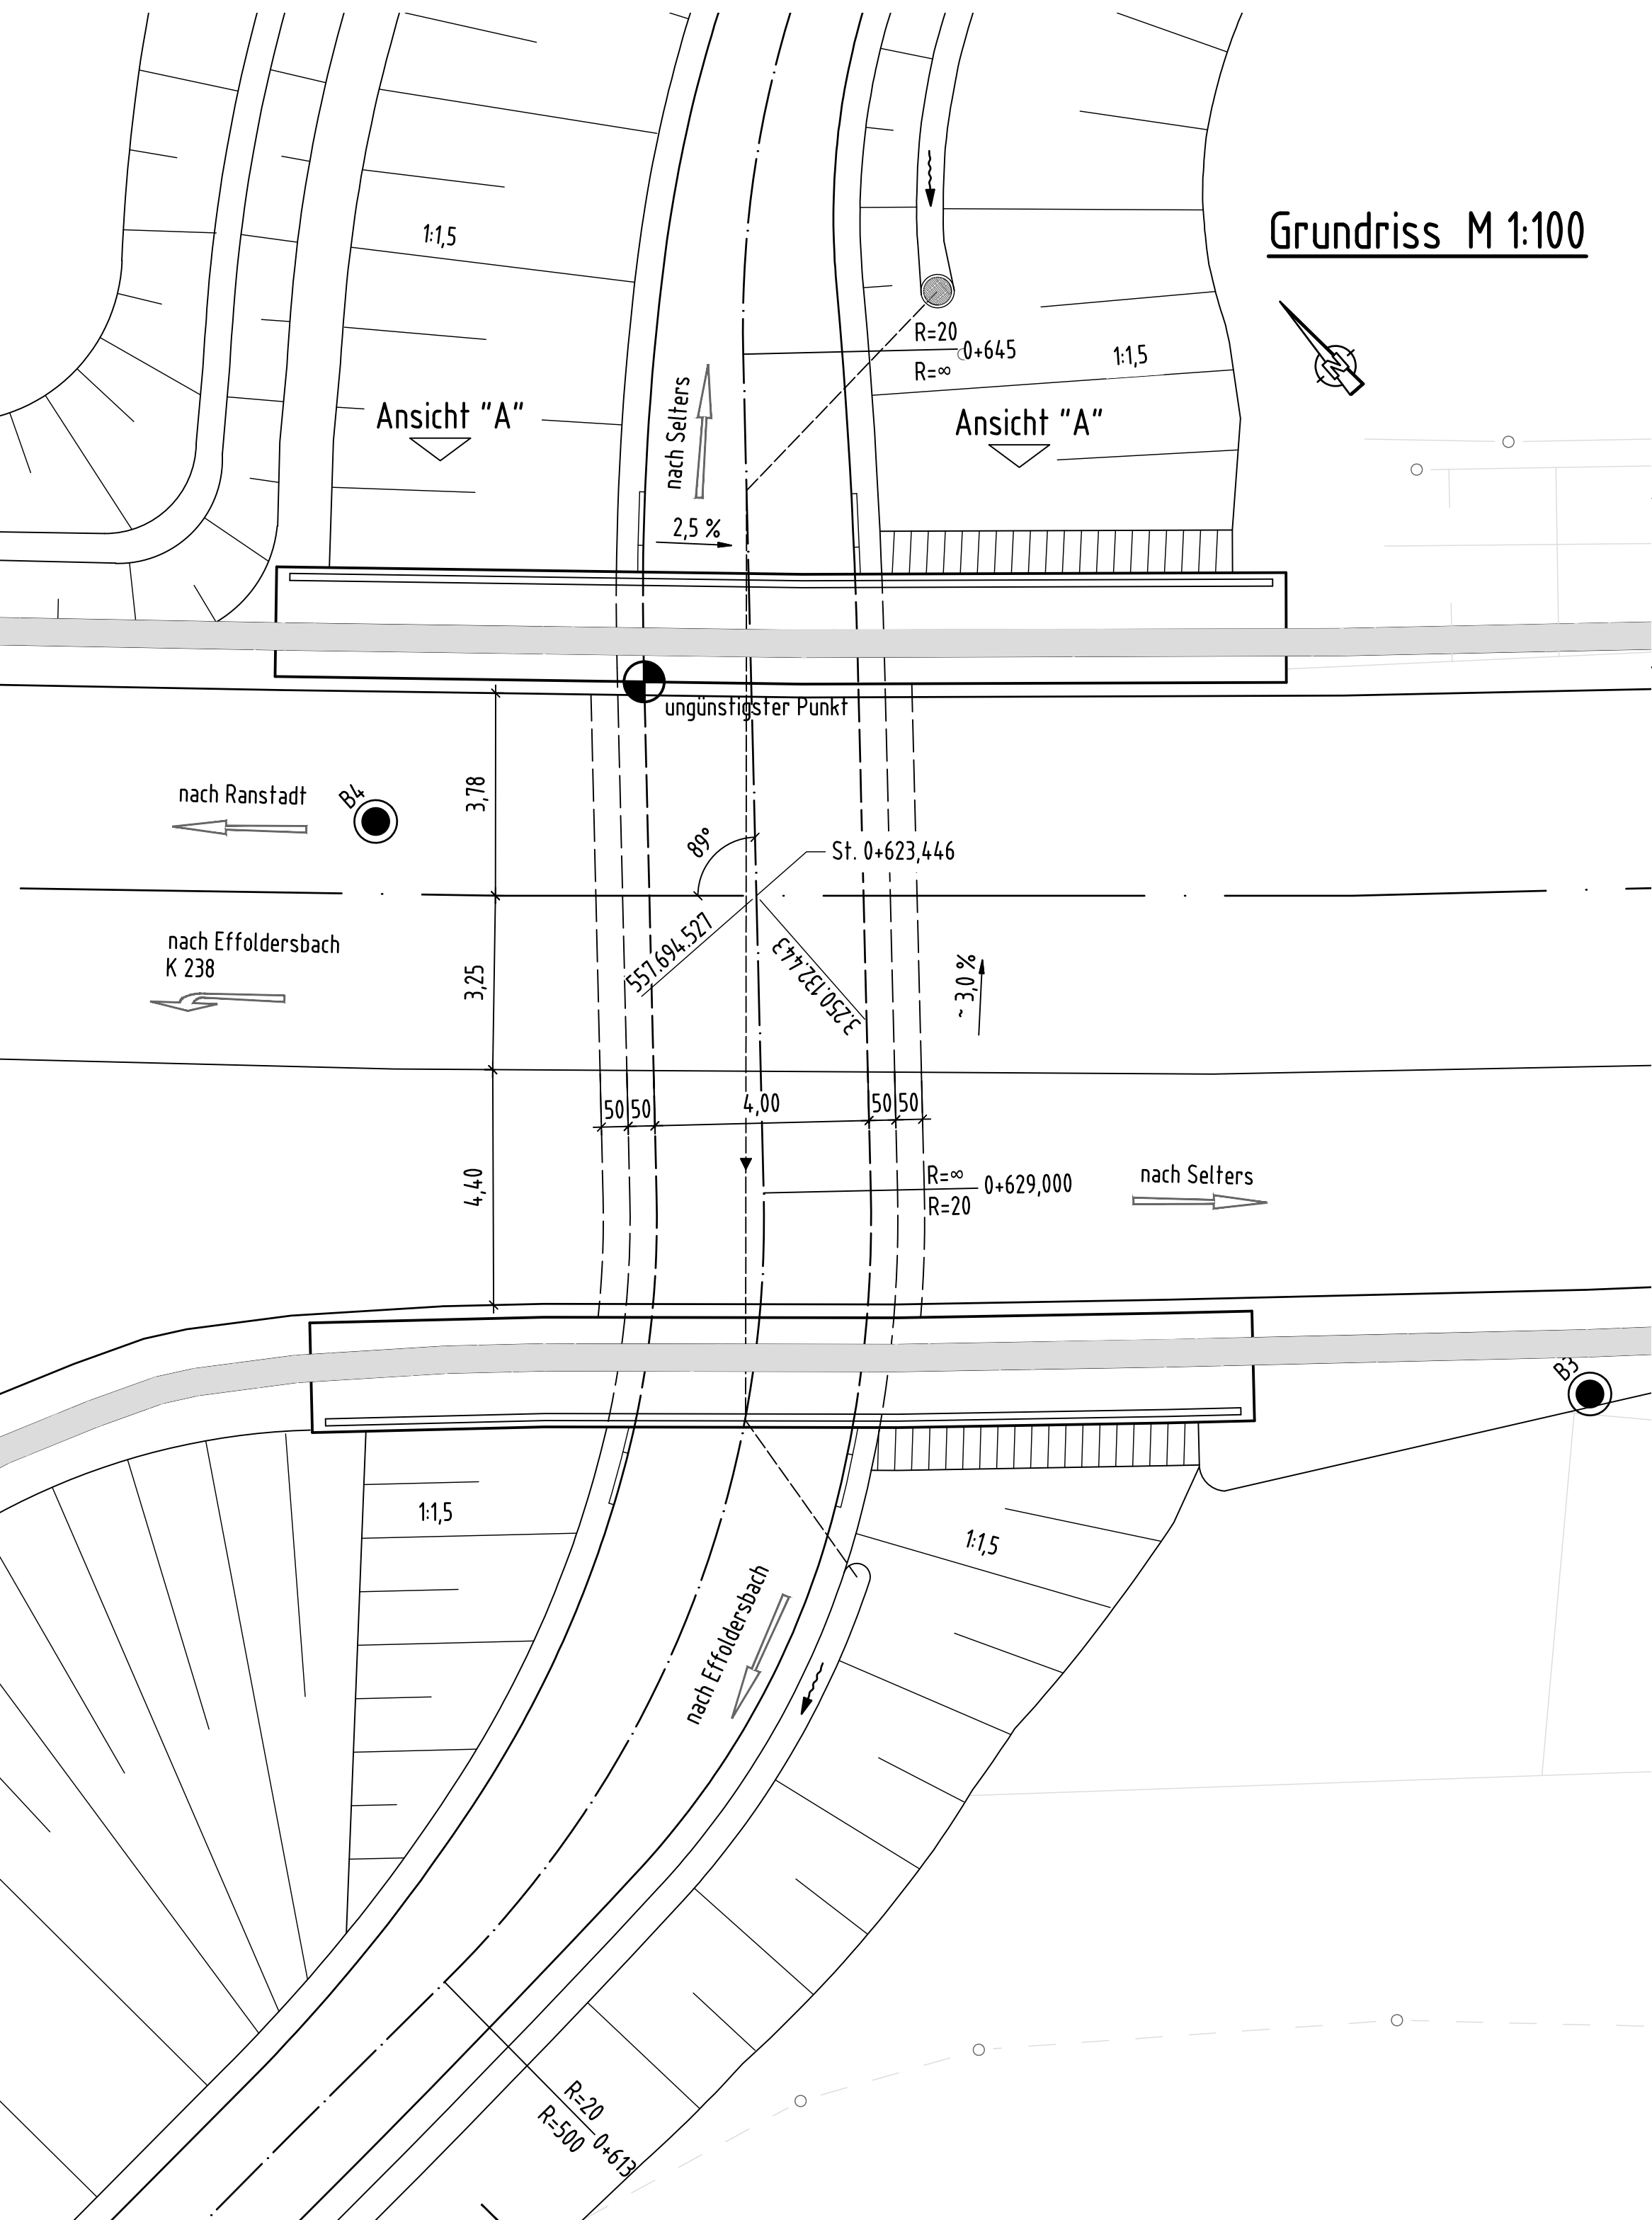 Grundriss M 1:100
N
1:1,5
R=20
0+645
R=∞
1:1,5
Ansicht "A"
nach Selters
Ansicht "A"
2,5 %
ungünstigster Punkt
3,78
nach Ranstadt
B4
89°
St. 0+623,446
nach Effoldersbach
K 238
557.694.527
3.250.132.443
3,25
~ 3,0 %
50 50 4,00 50 50
4,40
R=∞
0+629,000
R=20
nach Selters
B3
1:1,5
1:1,5
nach Effoldersbach
R=20
R=500
0+613